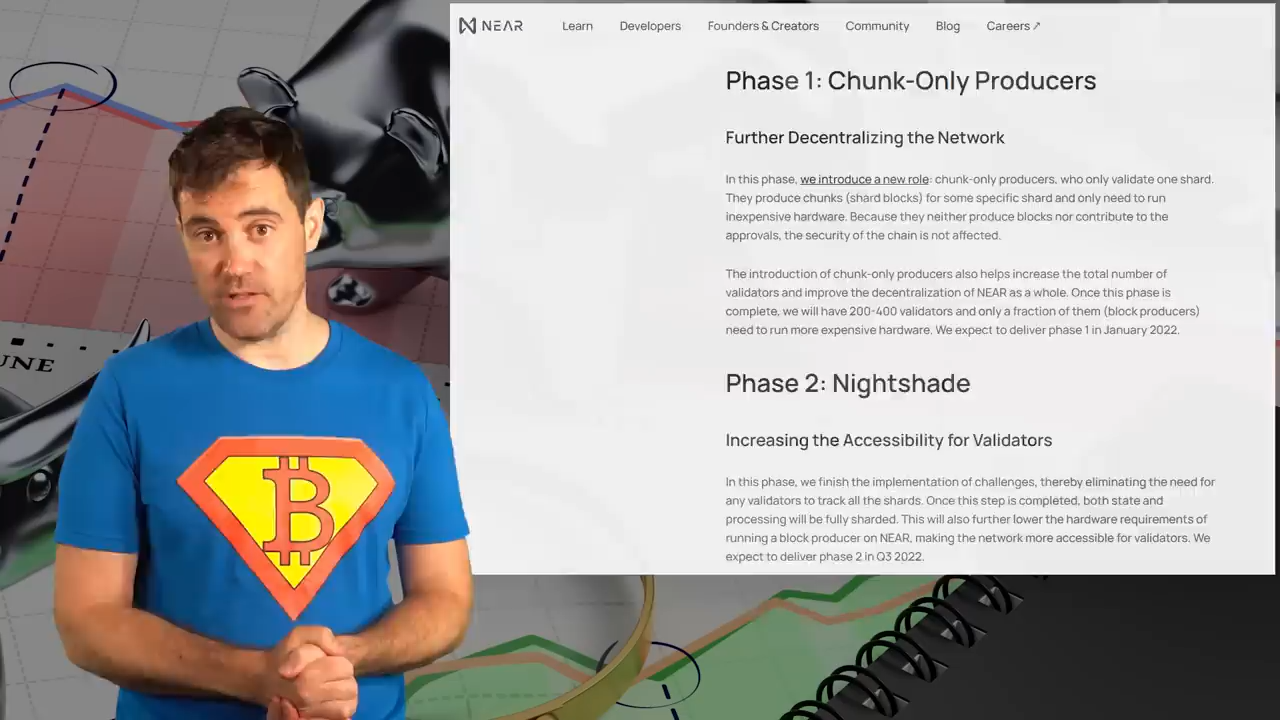 NEAR
Learn Developers Founders & Creators Community Blog Careers ↗
Phase 1: Chunk-Only Producers
Further Decentralizing the Network
In this phase, we introduce a new role: chunk-only producers, who only validate one shard.
They produce chunks (shard blocks) for some specific shard and only need to run
inexpensive hardware. Because they neither produce blocks nor contribute to the
approvals, the security of the chain is not affected.
The introduction of chunk-only producers also helps increase the total number of
validators and improve the decentralization of NEAR as a whole. Once this phase is
complete, we will have 200-400 validators and only a fraction of them (block producers)
need to run more expensive hardware. We expect to deliver phase 1 in January 2022.
Phase 2: Nightshade
Increasing the Accessibility for Validators
In this phase, we finish the implementation of challenges, thereby eliminating the need for
any validators to track all the shards. Once this step is completed, both state and
processing will be fully sharded. This will also further lower the hardware requirements of
running a block producer on NEAR, making the network more accessible for validators. We
expect to deliver phase 2 in Q3 2022.
UNE
B